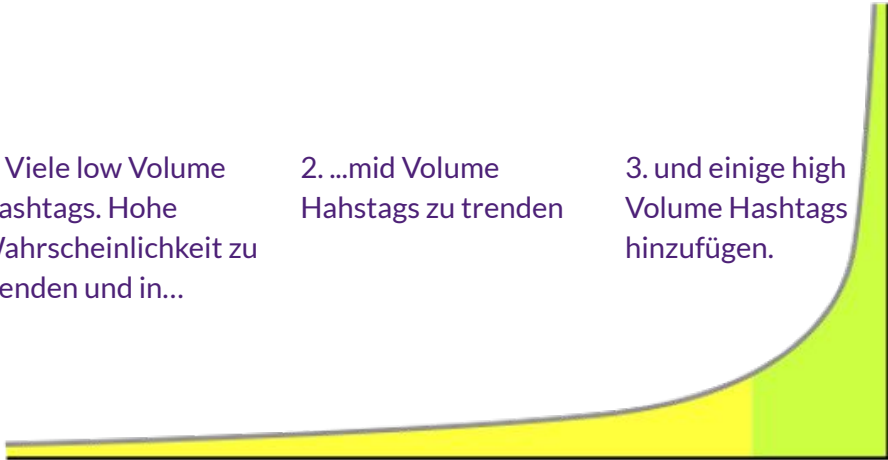 Viele low Volume
ashtags. Hohe
ahrscheinlichkeit zu
enden und in...
2. ...mid Volume
Hahstags zu trenden
3. und einige high
Volume Hashtags
hinzufügen.